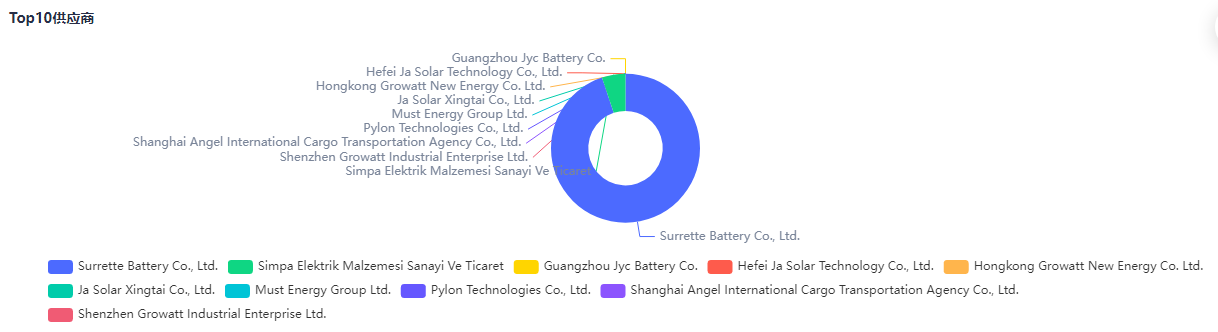 Top10供应商
Guangzhou Jyc Battery Co.
Hefei Ja Solar Technology Co., Ltd.
Hongkong Growatt New Energy Co. Ltd.
Ja Solar Xingtai Co., Ltd.
Must Energy Group Ltd.
Pylon Technologies Co., Ltd.
Shanghai Angel International Cargo Transportation Agency Co., Ltd.
Shenzhen Growatt Industrial Enterprise Ltd.
Simpa Elektrik Malzemesi Sanayi Ve Ticaret
Surrette Battery Co., Ltd.
Surrette Battery Co., Ltd. Simpa Elektrik Malzemesi Sanayi Ve Ticaret Guangzhou Jyc Battery Co. Hefei Ja Solar Technology Co., Ltd. Hongkong Growatt New Energy Co. Ltd.
Ja Solar Xingtai Co., Ltd. Must Energy Group Ltd. Pylon Technologies Co., Ltd. Shanghai Angel International Cargo Transportation Agency Co., Ltd.
Shenzhen Growatt Industrial Enterprise Ltd.